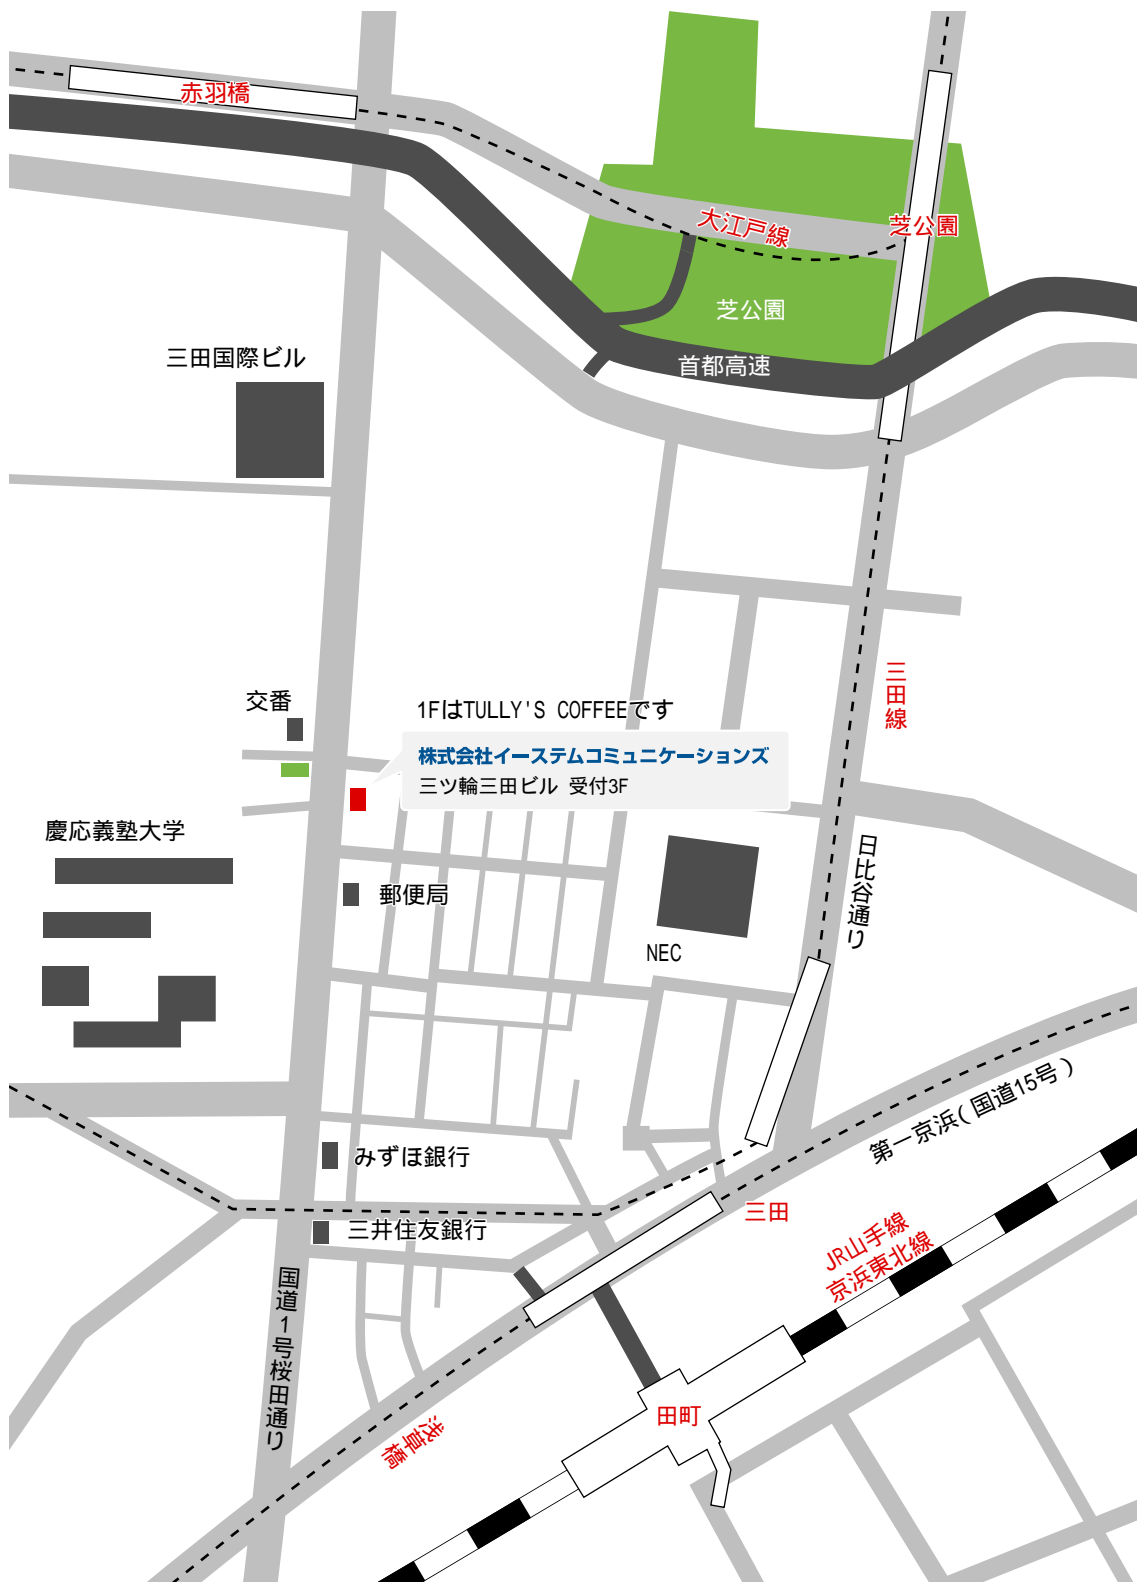 赤羽橋
大江戸線
芝公園
芝公園
首都高速
三田国際ビル
三田線
交番
1FはTULLY'S COFFEEです
株式会社イーステムコミュニケーションズ
三ツ輪三田ビル 受付3F
慶応義塾大学
郵便局
日比谷通り
NEC
第一京浜(国道15号)
みずほ銀行
三田
三井住友銀行
JR山手線
京浜東北線
国道1号桜田通り
田町
浅草橋